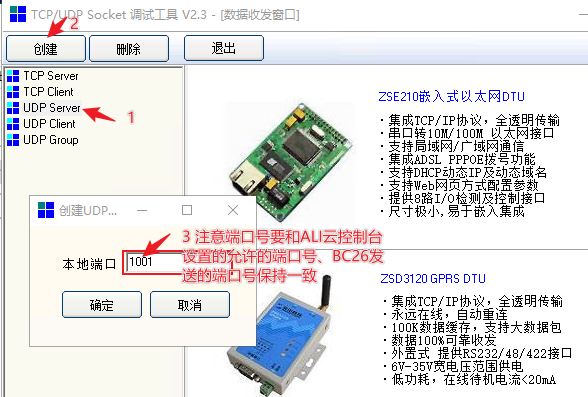 TCP/UDP Socket 调试工具 V2.3 - [数据收发窗口]
2
创建
删除
退出
TCP Server
TCP Client
UDP Server
UDP Client
UDP Group
1
ZSE210嵌入式以太网DTU
·集成TCP/IP协议，全透明传输
·串口转10M/100M 以太网接口
·支持局域网/广域网通信
·集成ADSL PPPOE拨号功能
·支持DHCP动态IP及动态域名
·支持Web网页方式配置参数
·提供8路I/O检测及控制接口
·尺寸极小,易于嵌入集成
创建UDP...
3 注意端口号要和ALI云控制台
设置的允许的端口号、BC26发
送的端口号保持一致
本地端口
1001
确定
取消
ZSD3120 GPRS DTU
·集成TCP/IP协议，全透明传输
·永远在线，自动重连
·100K数据缓存，支持大数据包
·数据100%可靠收发
·外置式 提供RS232/48/422接口
·6V-35V宽电压范围供电
·低功耗，在线待机电流<20mA